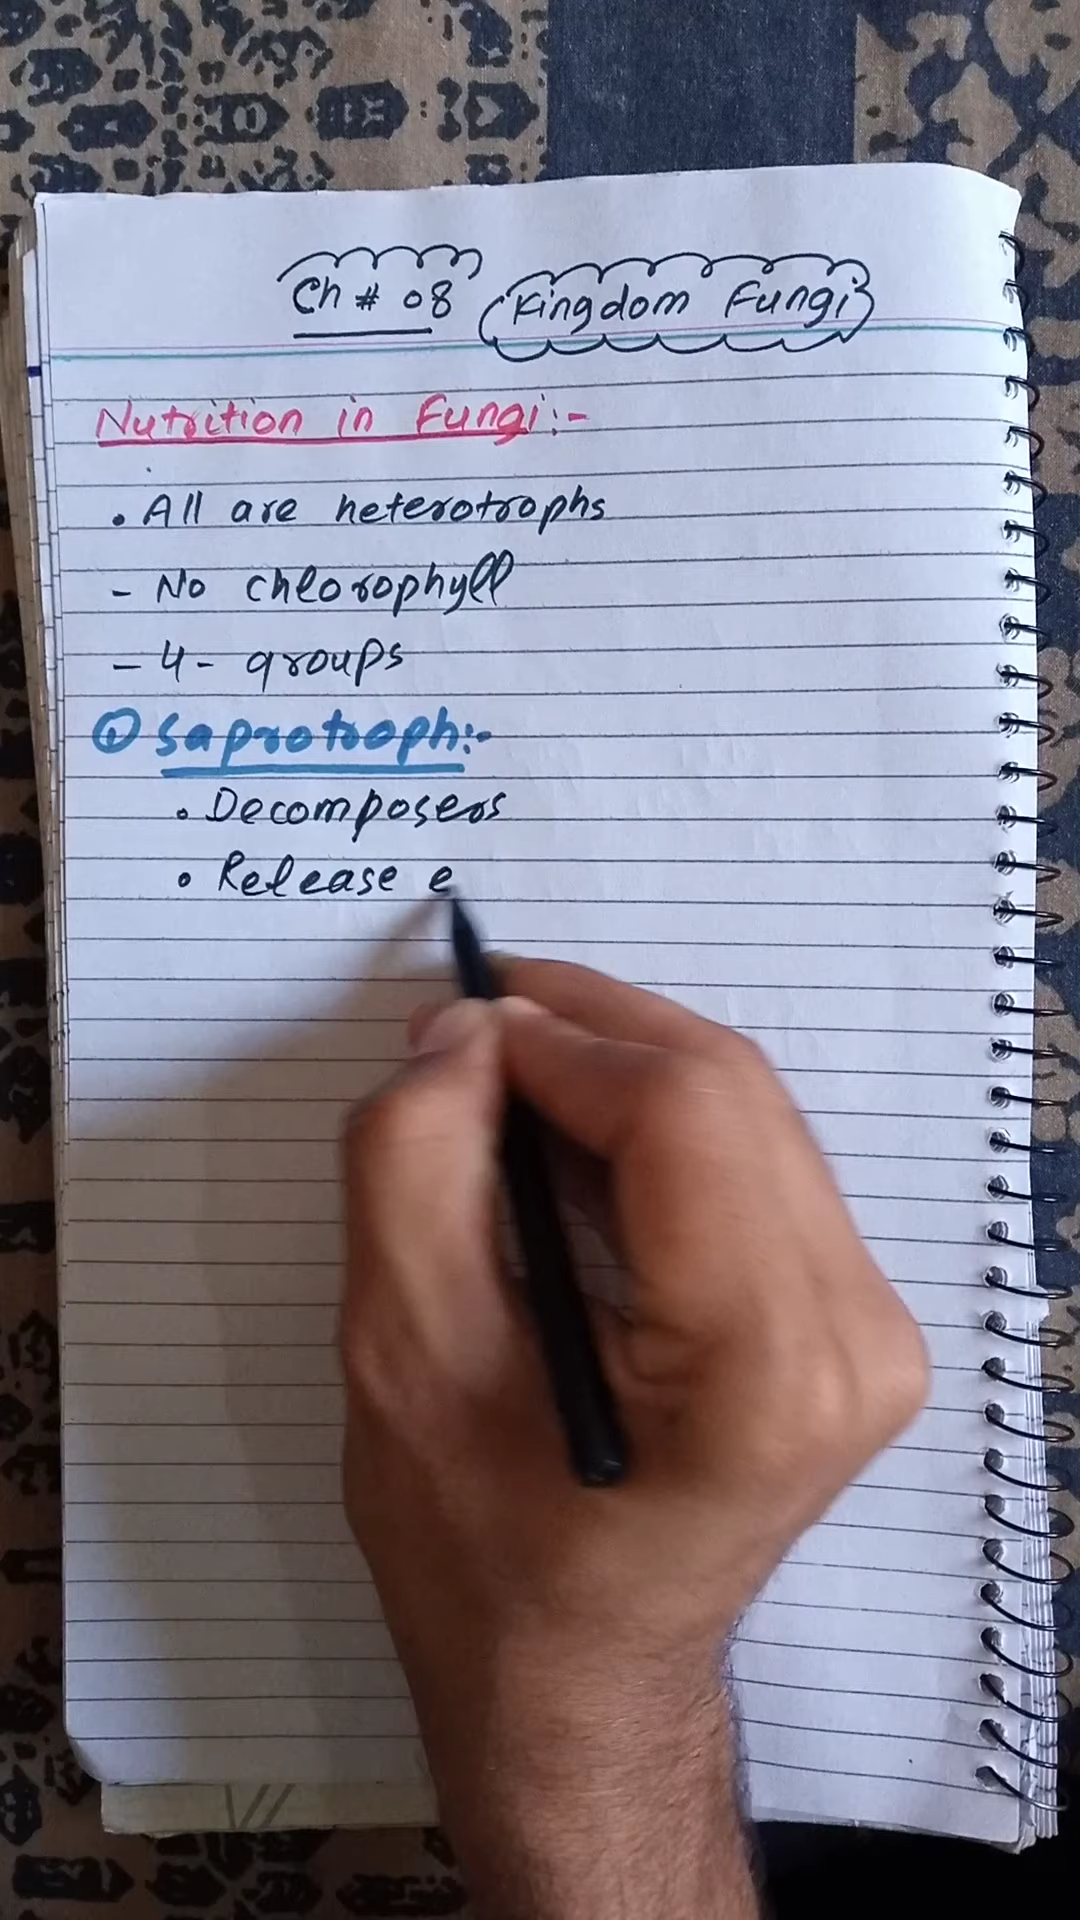 Ch # 08 Kingdom Fungi
Nutrition in Fungi:-
• All are heterotrophs
- No chlorophyll
- 4 - groups
① Saprotroph:-
• Decomposers
• Release e